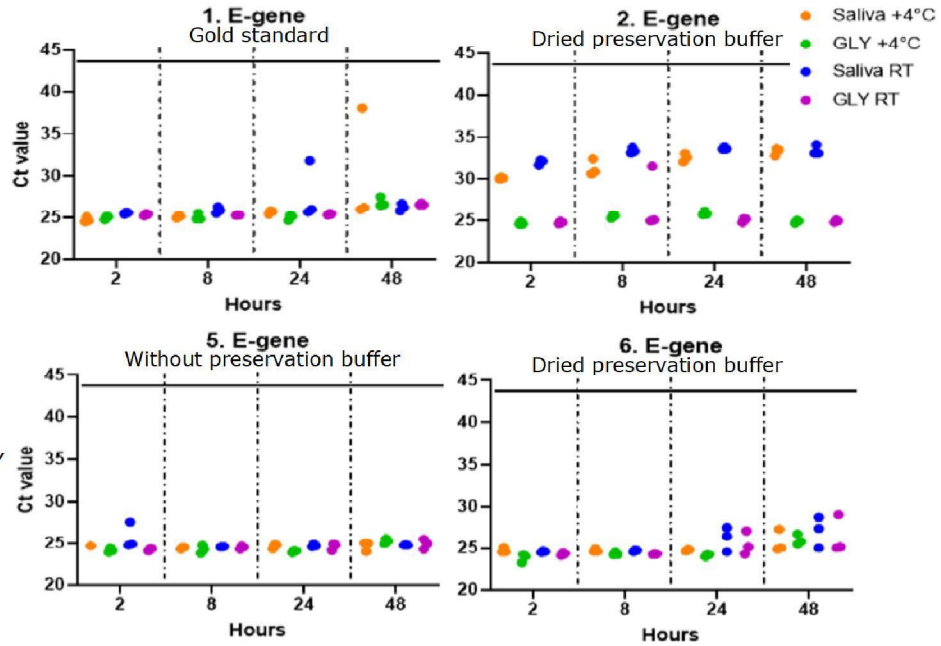 1. E-gene
Gold standard
45
40
35
30
25
20
Ct value
2 8 24 48
Hours
2. E-gene
Dried preservation buffer
45
40
35
30
25
20
2 8 24 48
Hours
Saliva +4°C
GLY +4°C
Saliva RT
GLY RT
5. E-gene
Without preservation buffer
45
40
35
30
25
20
Ct value
2 8 24 48
Hours
6. E-gene
Dried preservation buffer
45
40
35
30
25
20
2 8 24 48
Hours